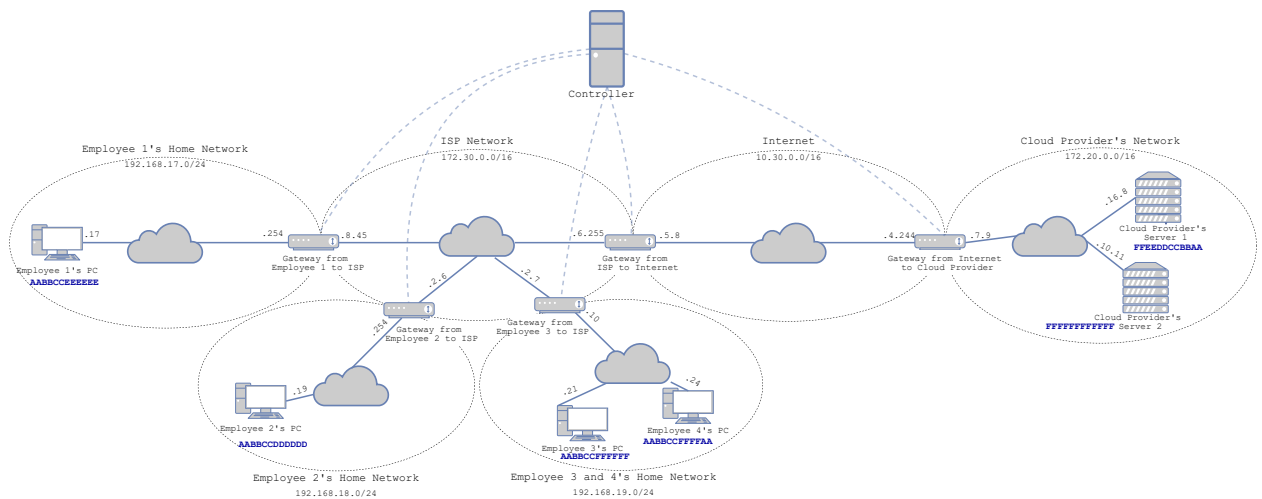 Controller
Employee 1's Home Network
192.168.17.0/24
ISP Network
172.30.0.0/16
Internet
10.30.0.0/16
Cloud Provider's Network
172.20.0.0/16
.17
.254
.8.45
.6.255
.5.8
.4.244
.7.9
.16.8
.10.11
Employee 1's PC
AABBCCEEEEEE
Gateway from
Employee 1 to ISP
Gateway from
ISP to Internet
Gateway from Internet
to Cloud Provider
Cloud Provider's
Server 1
FFEEDDCCBBAA
Cloud Provider's
Server 2
FFFFFFFFFFFF
.2.6
.2.7
.254
Gateway from
Employee 2 to ISP
Gateway from
Employee 3 to ISP
.10
.19
Employee 2's PC
AABBCCDDDDDD
.21
.24
Employee 3's PC
AABBCCFFFFFF
Employee 4's PC
AABBCCFFFFAA
Employee 2's Home Network
192.168.18.0/24
Employee 3 and 4's Home Network
192.168.19.0/24